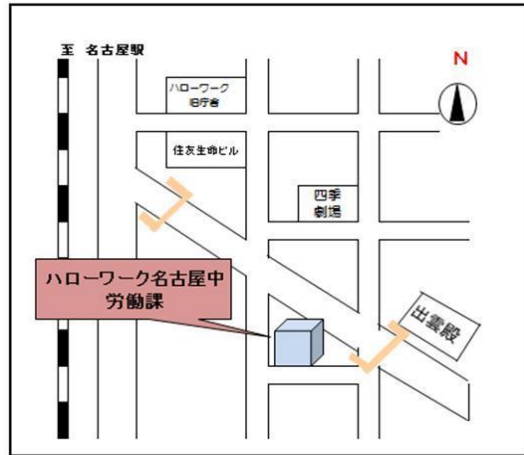 至 名古屋駅
N
ハローワーク
旧庁舎
住友生命ビル
四季
劇場
ハローワーク名古屋中
労働課
出雲殿